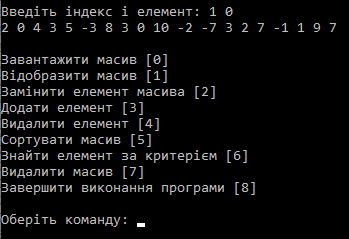 Введіть індекс і елемент: 1 0
2 0 4 3 5 -3 8 3 0 10 -2 -7 3 2 7 -1 1 9 7
Завантажити масив [0]
Відобразити масив [1]
Замінити елемент масива [2]
Додати елемент [3]
Видалити елемент [4]
Сортувати масив [5]
Знайти елемент за критерієм [6]
Видалити масив [7]
Завершити виконання програми [8]
Оберіть команду: